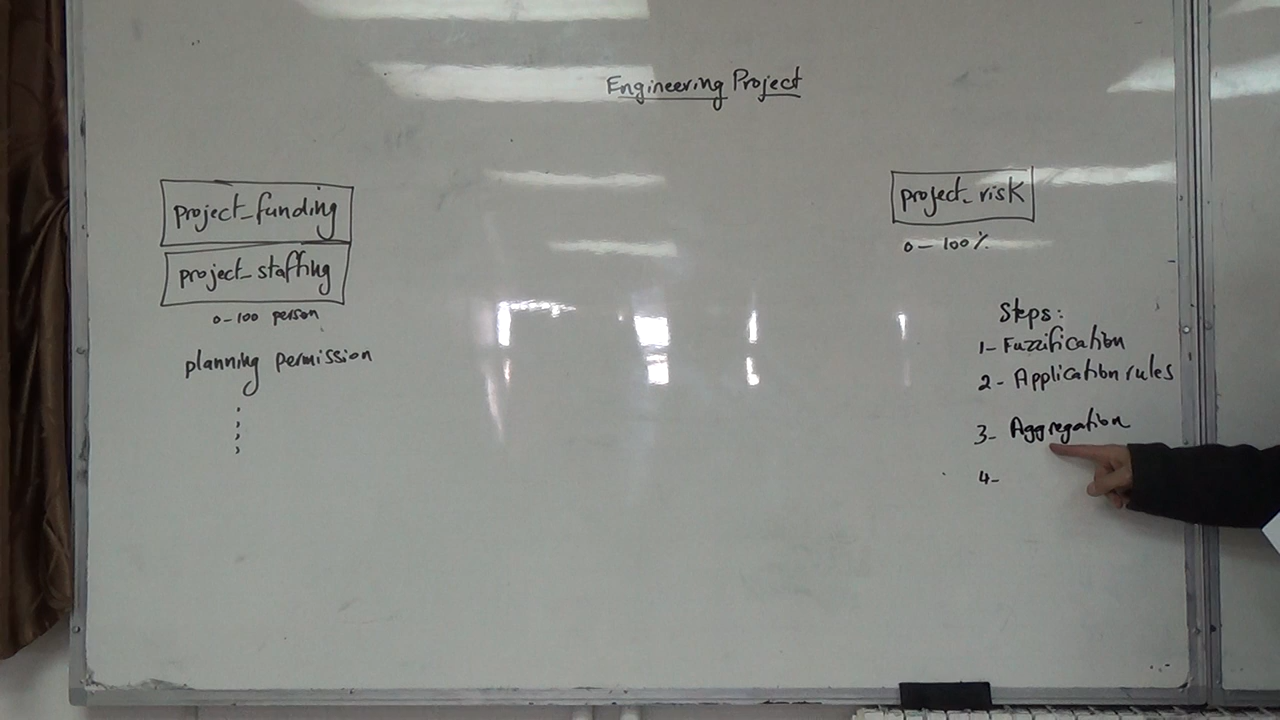 Engineering Project
project_funding
project_staffing
0-100 person
planning permission
project_risk
0-100%
Steps:
1- Fuzzification
2- Application rules
3- Aggregation
4-